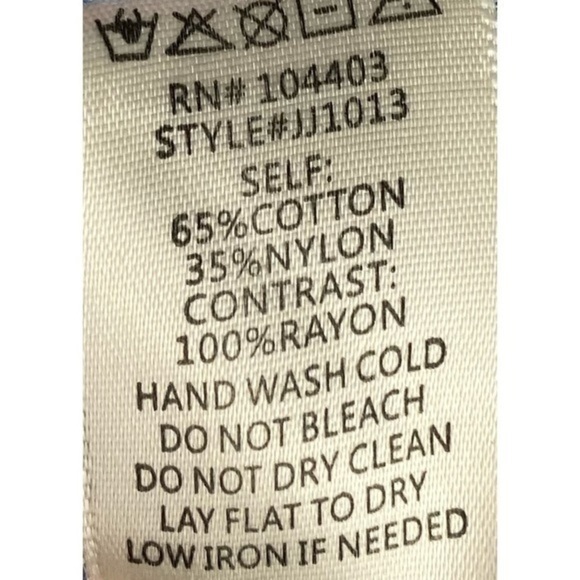 RN# 104403
STYLE#JJ1013
SELF:
65%COTTON
35%NYLON
CONTRAST:
100%RAYON
HAND WASH COLD
DO NOT BLEACH
DO NOT DRY CLEAN
LAY FLAT TO DRY
LOW IRON IF NEEDED